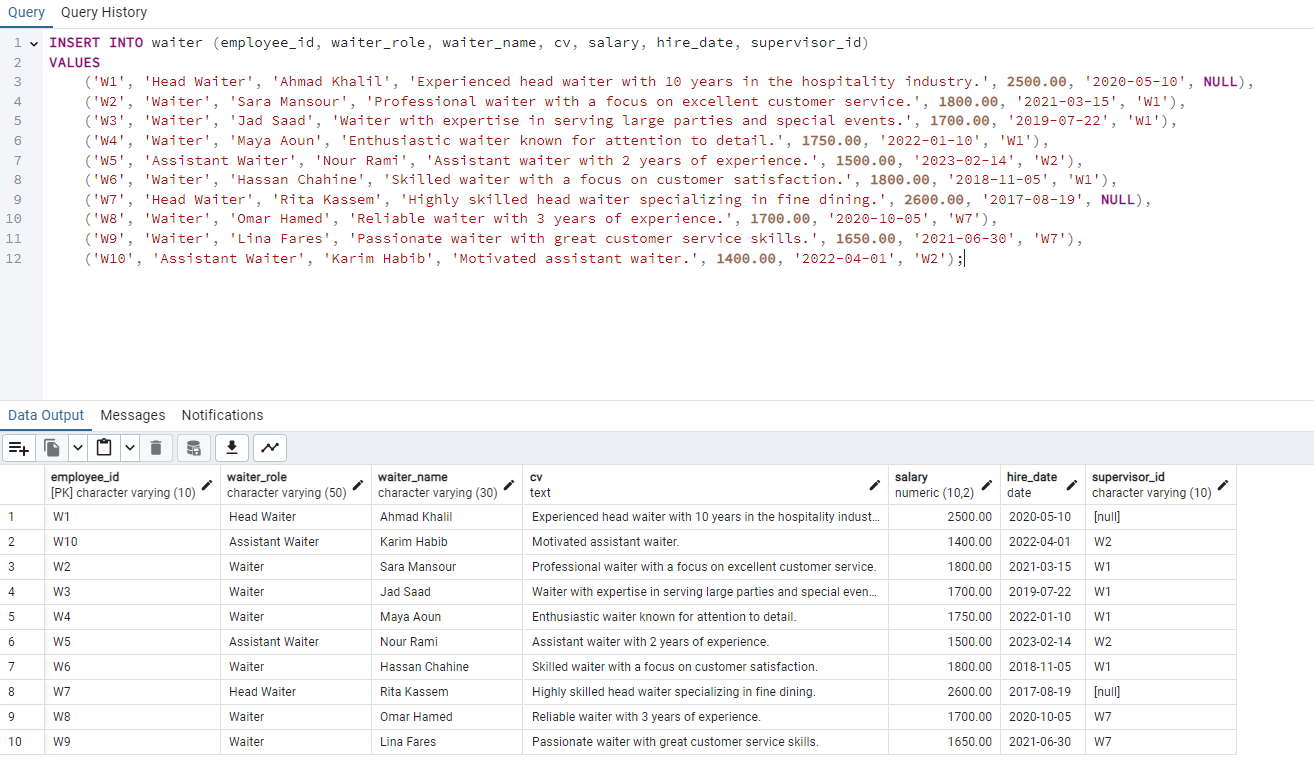 Query Query History
1 INSERT INTO waiter (employee_id, waiter_role, waiter_name, cv, salary, hire_date, supervisor_id)
2 VALUES
3 ('W1', 'Head Waiter', 'Ahmad Khalil', 'Experienced head waiter with 10 years in the hospitality industry.', 2500.00, '2020-05-10', NULL),
4 ('W2', 'Waiter', 'Sara Mansour', 'Professional waiter with a focus on excellent customer service.', 1800.00, '2021-03-15', 'W1'),
5 ('W3', 'Waiter', 'Jad Saad', 'Waiter with expertise in serving large parties and special events.', 1700.00, '2019-07-22', 'W1'),
6 ('W4', 'Waiter', 'Maya Aoun', 'Enthusiastic waiter known for attention to detail.', 1750.00, '2022-01-10', 'W1'),
7 ('W5', 'Assistant Waiter', 'Nour Rami', 'Assistant waiter with 2 years of experience.', 1500.00, '2023-02-14', 'W2'),
8 ('W6', 'Waiter', 'Hassan Chahine', 'Skilled waiter with a focus on customer satisfaction.', 1800.00, '2018-11-05', 'W1'),
9 ('W7', 'Head Waiter', 'Rita Kassem', 'Highly skilled head waiter specializing in fine dining.', 2600.00, '2017-08-19', NULL),
10 ('W8', 'Waiter', 'Omar Hamed', 'Reliable waiter with 3 years of experience.', 1700.00, '2020-10-05', 'W7'),
11 ('W9', 'Waiter', 'Lina Fares', 'Passionate waiter with great customer service skills.', 1650.00, '2021-06-30', 'W7'),
12 ('W10', 'Assistant Waiter', 'Karim Habib', 'Motivated assistant waiter.', 1400.00, '2022-04-01', 'W2');
Data Output Messages Notifications
employee_id waiter_role waiter_name cv salary hire_date supervisor_id
[PK] character varying (10) character varying (50) character varying (30) text numeric (10,2) date character varying (10)
1 W1 Head Waiter Ahmad Khalil Experienced head waiter with 10 years in the hospitality indust... 2500.00 2020-05-10 [null]
2 W10 Assistant Waiter Karim Habib Motivated assistant waiter. 1400.00 2022-04-01 W2
3 W2 Waiter Sara Mansour Professional waiter with a focus on excellent customer service. 1800.00 2021-03-15 W1
4 W3 Waiter Jad Saad Waiter with expertise in serving large parties and special even... 1700.00 2019-07-22 W1
5 W4 Waiter Maya Aoun Enthusiastic waiter known for attention to detail. 1750.00 2022-01-10 W1
6 W5 Assistant Waiter Nour Rami Assistant waiter with 2 years of experience. 1500.00 2023-02-14 W2
7 W6 Waiter Hassan Chahine Skilled waiter with a focus on customer satisfaction. 1800.00 2018-11-05 W1
8 W7 Head Waiter Rita Kassem Highly skilled head waiter specializing in fine dining. 2600.00 2017-08-19 [null]
9 W8 Waiter Omar Hamed Reliable waiter with 3 years of experience. 1700.00 2020-10-05 W7
10 W9 Waiter Lina Fares Passionate waiter with great customer service skills. 1650.00 2021-06-30 W7